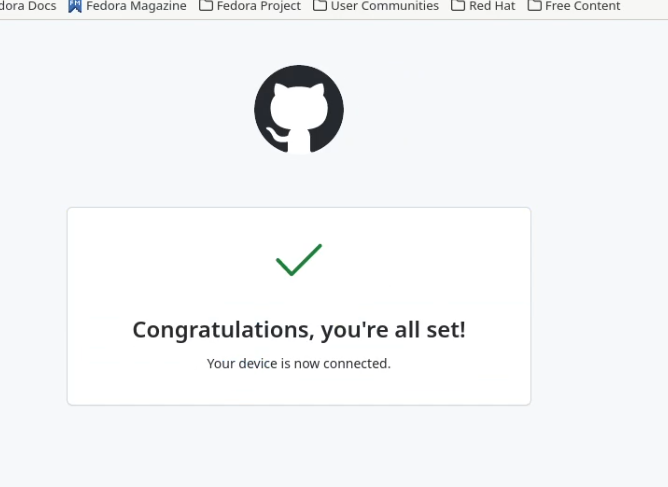 dora Docs Fedora Magazine Fedora Project User Communities Red Hat Free Content
Congratulations, you're all set!
Your device is now connected.